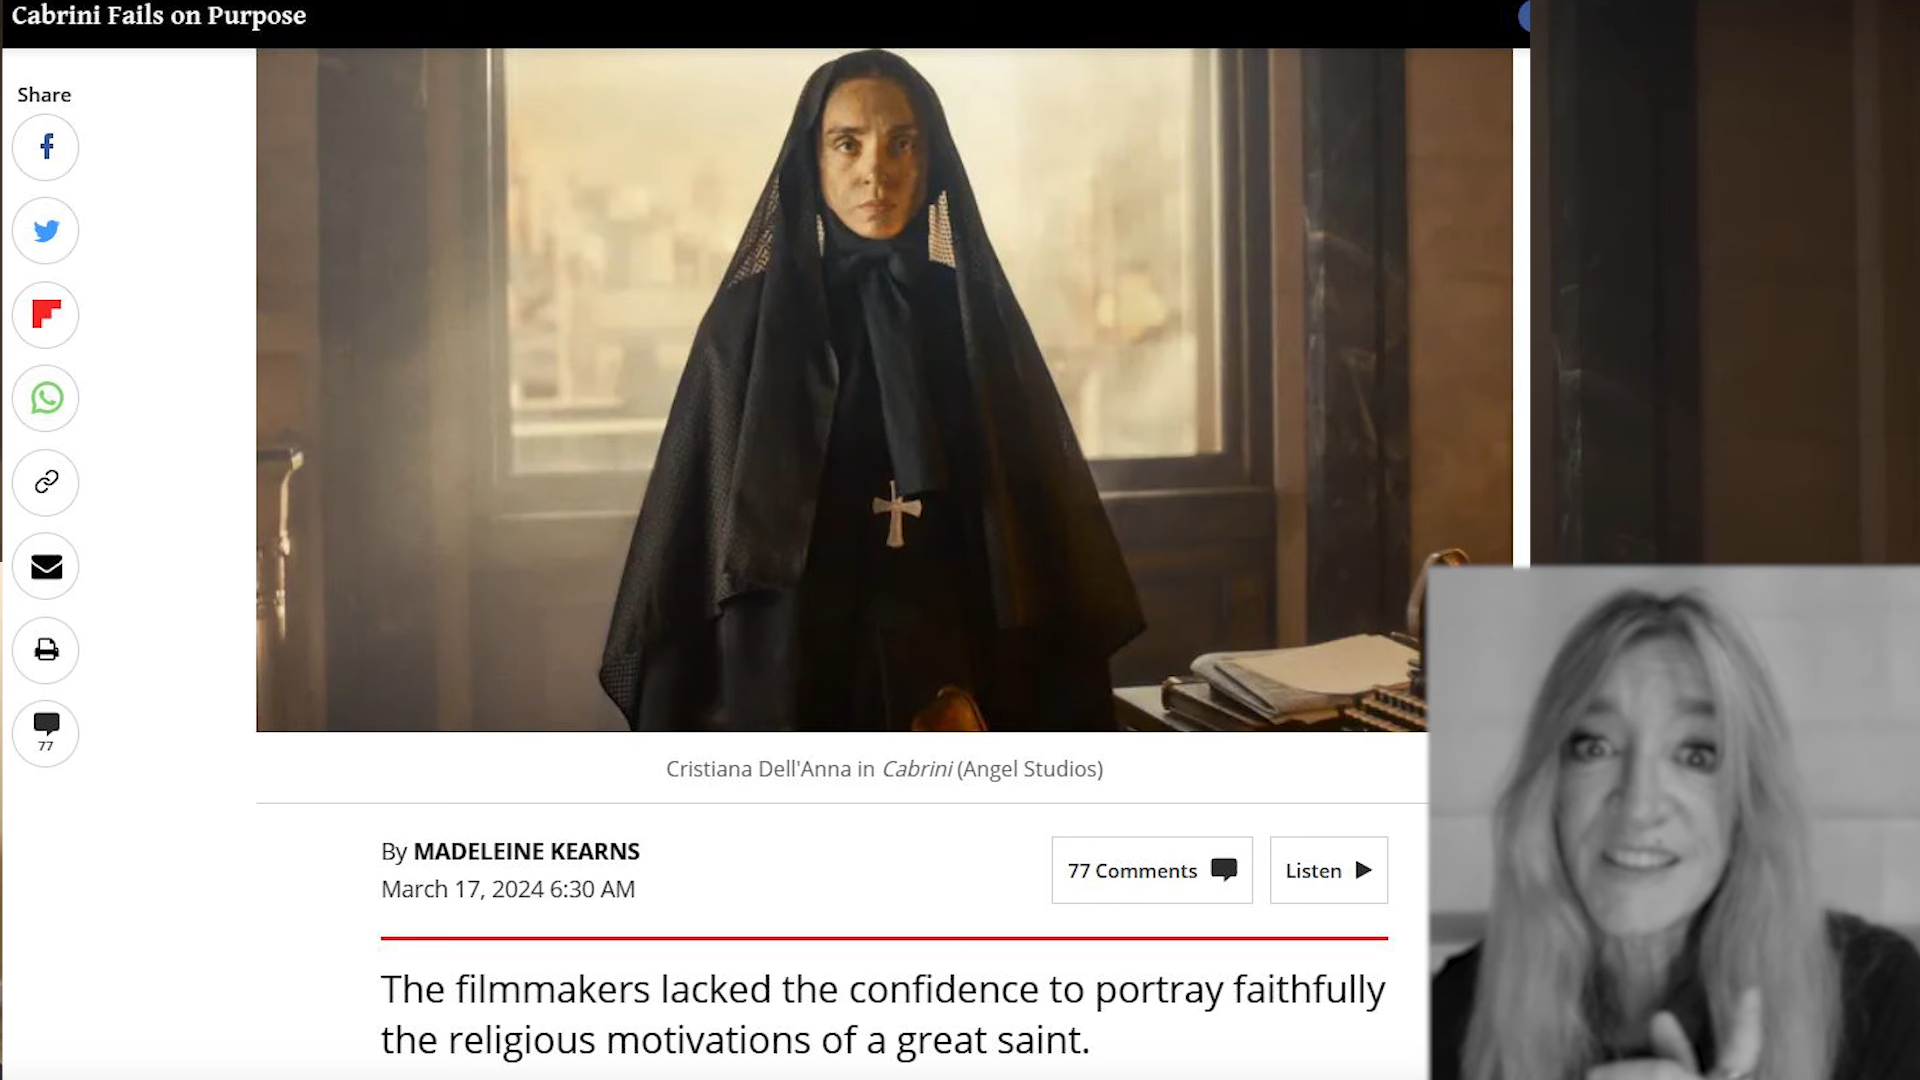 Cabrini Fails on Purpose
Share
77
Cristiana Dell'Anna in Cabrini (Angel Studios)
By MADELEINE KEARNS
March 17, 2024 6:30 AM
77 Comments
Listen
The filmmakers lacked the confidence to portray faithfully
the religious motivations of a great saint.